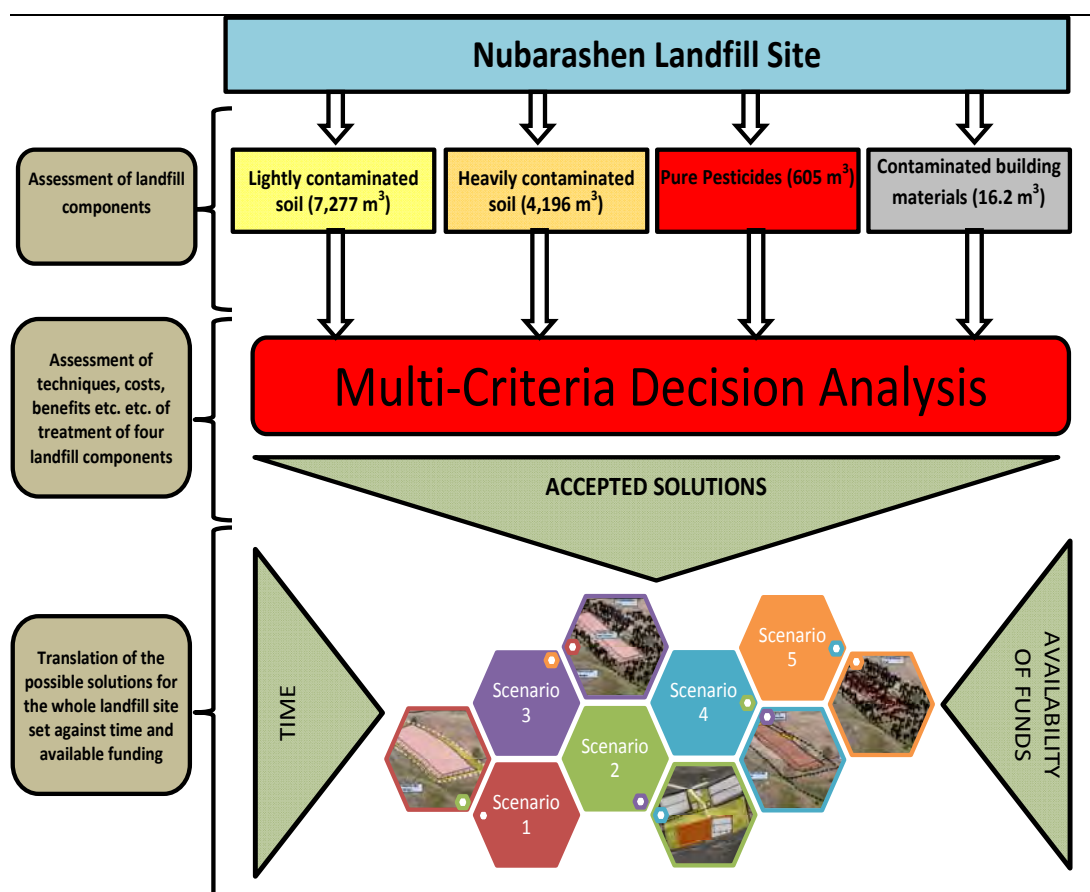 Nubarashen Landfill Site
Assessment of landfill
components
Lightly contaminated
soil (7,277 m³)
Heavily contaminated
soil (4,196 m³)
Pure Pesticides (605 m³)
Contaminated building
materials (16.2 m³)
Assessment of
techniques, costs,
benefits etc. etc. of
treatment of four
landfill components
Multi-Criteria Decision Analysis
ACCEPTED SOLUTIONS
Translation of the
possible solutions for
the whole landfill site
set against time and
available funding
TIME
Scenario
1
Scenario
2
Scenario
3
Scenario
4
Scenario
5
AVAILABILITY
OF FUNDS